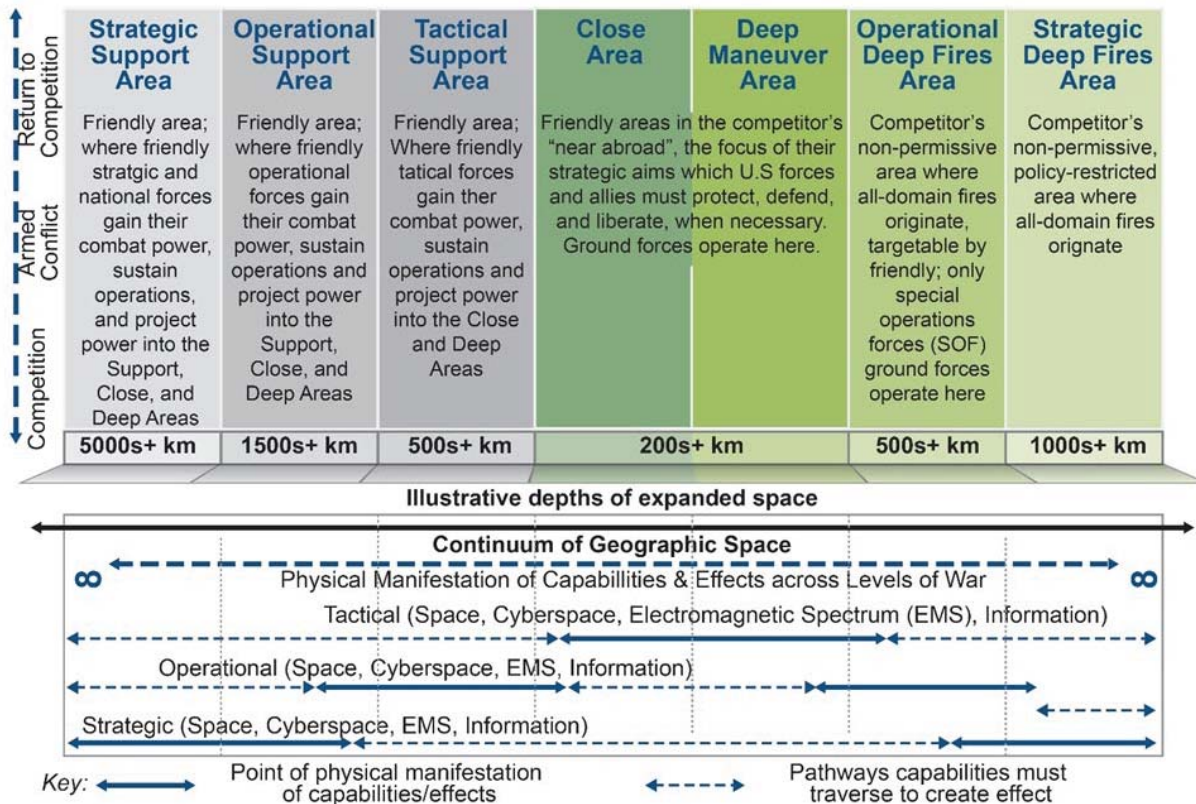 Return to
Competition
Armed
Conflict
Competition
Strategic
Support
Area
Friendly area;
where friendly
stratgic and
national forces
gain their
combat power,
sustain
operations,
and project
power into the
Support,
Close, and
Deep Areas
5000s+ km
Operational
Support
Area
Friendly area;
where friendly
operational
forces gain
their combat
power, sustain
operations and
project power
into the
Support,
Close, and
Deep Areas
1500s+ km
Tactical
Support
Area
Friendly area;
Where friendly
tatical forces
gain ther
combat power,
sustain
operations and
project power
into the Close
and Deep
Areas
500s+ km
Close
Area
Deep
Maneuver
Area
Friendly areas in the competitor's
“near abroad”, the focus of their
strategic aims which U.S forces
and allies must protect, defend,
and liberate, when necessary.
Ground forces operate here.
200s+ km
Operational
Deep Fires
Area
Competitor's
non-permissive
area where
all-domain fires
originate,
targetable by
friendly; only
special
operations
forces (SOF)
ground forces
operate here
500s+ km
Strategic
Deep Fires
Area
Competitor's
non-permissive,
policy-restricted
area where
all-domain fires
orignate
1000s+ km
Illustrative depths of expanded space
Continuum of Geographic Space
∞ ∞
Physical Manifestation of Capabillities & Effects across Levels of War
Tactical (Space, Cyberspace, Electromagnetic Spectrum (EMS), Information)
Operational (Space, Cyberspace, EMS, Information)
Strategic (Space, Cyberspace, EMS, Information)
Key:
Point of physical manifestation
of capabilities/effects
Pathways capabilities must
traverse to create effect